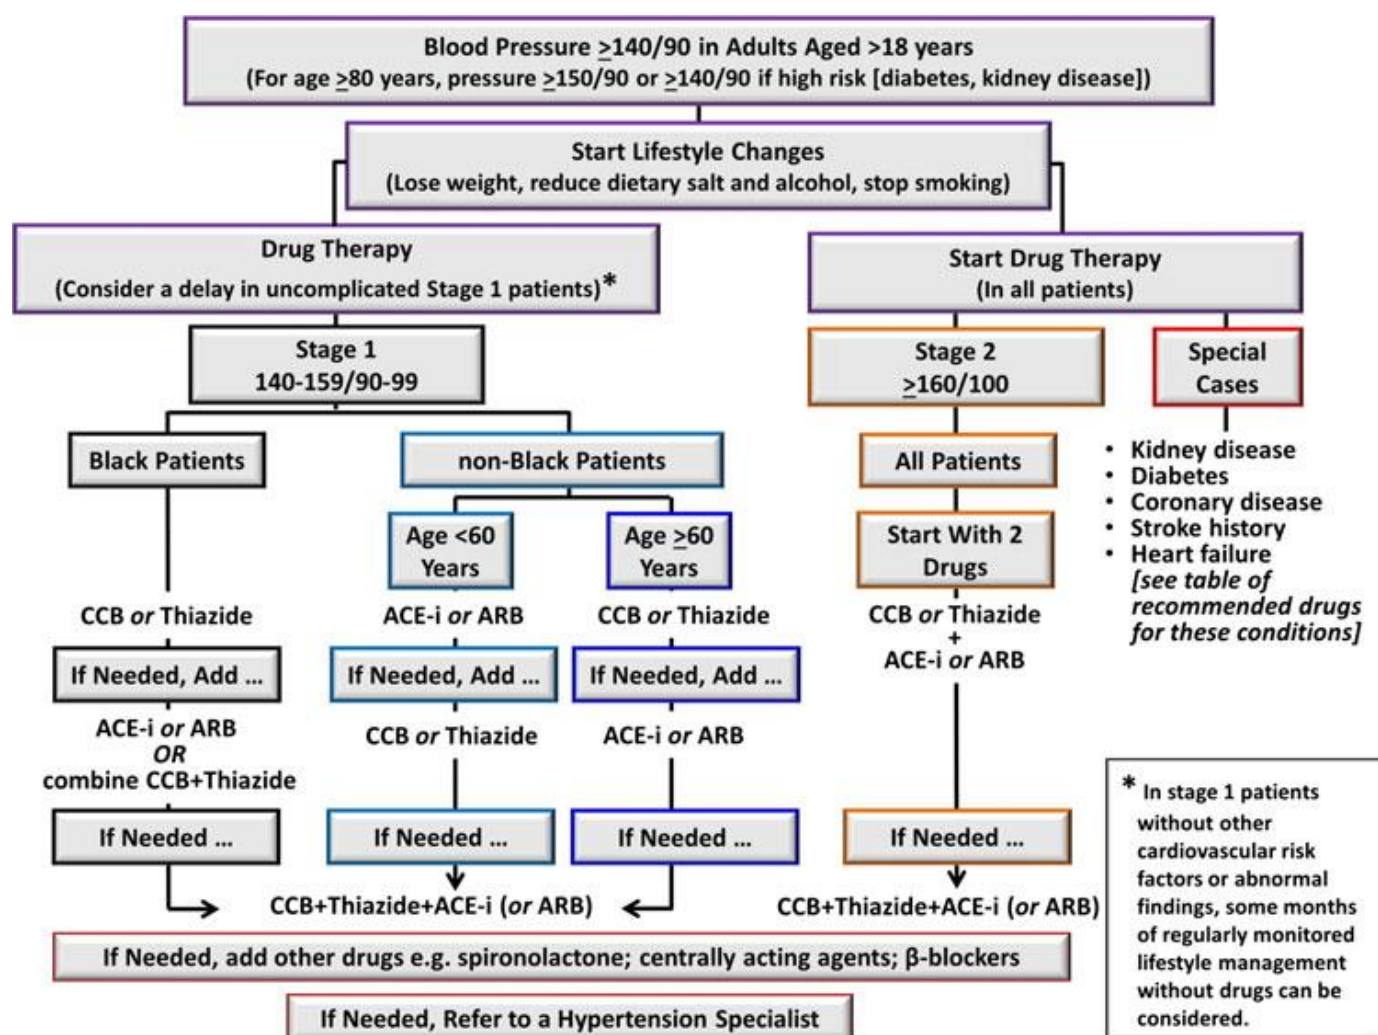 Blood Pressure ≥140/90 in Adults Aged >18 years
(For age ≥80 years, pressure ≥150/90 or ≥140/90 if high risk [diabetes, kidney disease])
Start Lifestyle Changes
(Lose weight, reduce dietary salt and alcohol, stop smoking)
Drug Therapy
(Consider a delay in uncomplicated Stage 1 patients)*
Start Drug Therapy
(In all patients)
Stage 1
140-159/90-99
Stage 2
≥160/100
Special
Cases
Black Patients
non-Black Patients
All Patients
• Kidney disease
• Diabetes
• Coronary disease
• Stroke history
• Heart failure
[see table of
recommended drugs
for these conditions]
Age <60
Years
Age ≥60
Years
Start With 2
Drugs
CCB or Thiazide
ACE-i or ARB
CCB or Thiazide
CCB or Thiazide
+
ACE-i or ARB
If Needed, Add ...
If Needed, Add ...
If Needed, Add ...
ACE-i or ARB
OR
combine CCB+Thiazide
CCB or Thiazide
ACE-i or ARB
If Needed ...
If Needed ...
If Needed ...
If Needed ...
CCB+Thiazide+ACE-i (or ARB)
CCB+Thiazide+ACE-i (or ARB)
If Needed, add other drugs e.g. spironolactone; centrally acting agents; β-blockers
If Needed, Refer to a Hypertension Specialist
* In stage 1 patients
without other
cardiovascular risk
factors or abnormal
findings, some months
of regularly monitored
lifestyle management
without drugs can be
considered.